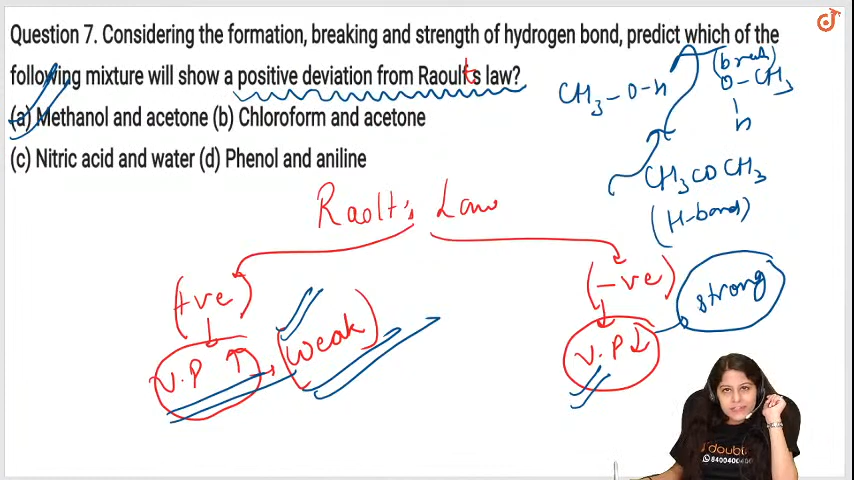 Question 7. Considering the formation, breaking and strength of hydrogen bond, predict which of the
following mixture will show a positive deviation from Raoult's law?
(a) Methanol and acetone (b) Chloroform and acetone
(c) Nitric acid and water (d) Phenol and aniline
(break)
CH3-O-H
O-CH3
H
CH3COCH3
(H-bond)
Raolt's Law
(+ve)
(-ve)
strong
V.P ↑
(weak)
V.P ↓
doubt
8400400400